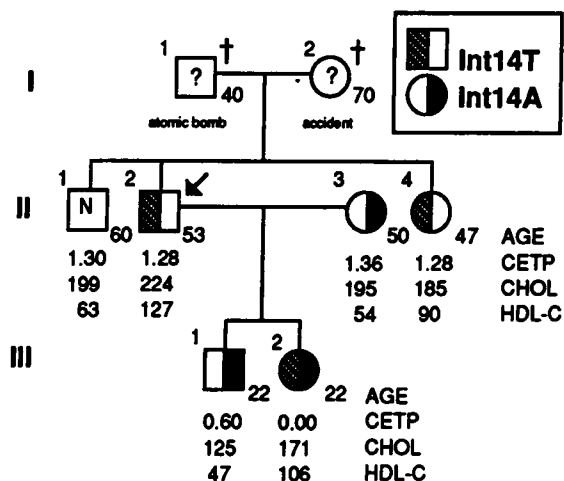 1 † 2 †
? ?
Int14T
Int14A
I
40 70
atomic bomb accident
1 2 3 4
II
N
60 53 50 47 AGE
1.30 1.28 1.36 1.28 CETP
199 224 195 185 CHOL
63 127 54 90 HDL-C
1 2
III
22 22 AGE
0.60 0.00 CETP
125 171 CHOL
47 106 HDL-C